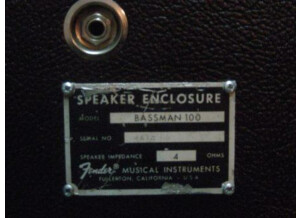 SPEAKER ENCLOSURE
MODEL BASSMAN 100
SERIAL NO
SPEAKER IMPEDANCE 4 OHMS
Fender® MUSICAL INSTRUMENTS
FULLERTON, CALIFORNIA - U.S.A.